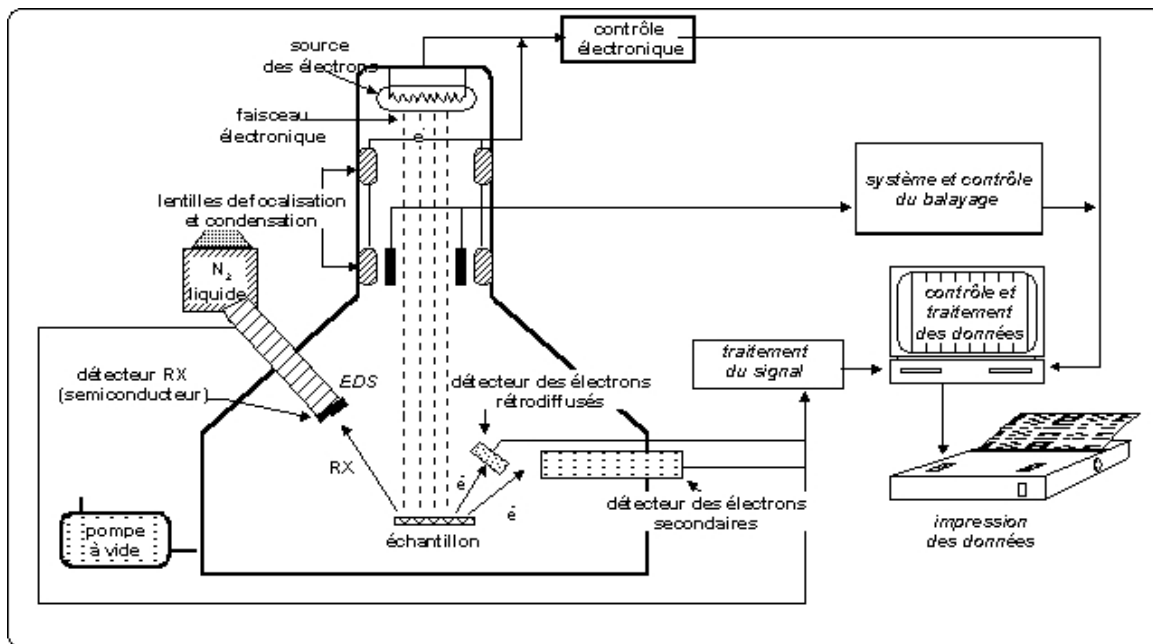 contrôle
électronique
source
des électrons
faisceau
électronique
e⁻
lentilles defocalisation
et condensation
système et contrôle
du balayage
N₂
liquide
contrôle et
traitement
des données
traitement
du signal
détecteur RX
(semiconducteur)
EDS
détecteur des électrons
rétrodiffusés
RX
é
é
détecteur des électrons
secondaires
échantillon
pompe
à vide
impression
des données